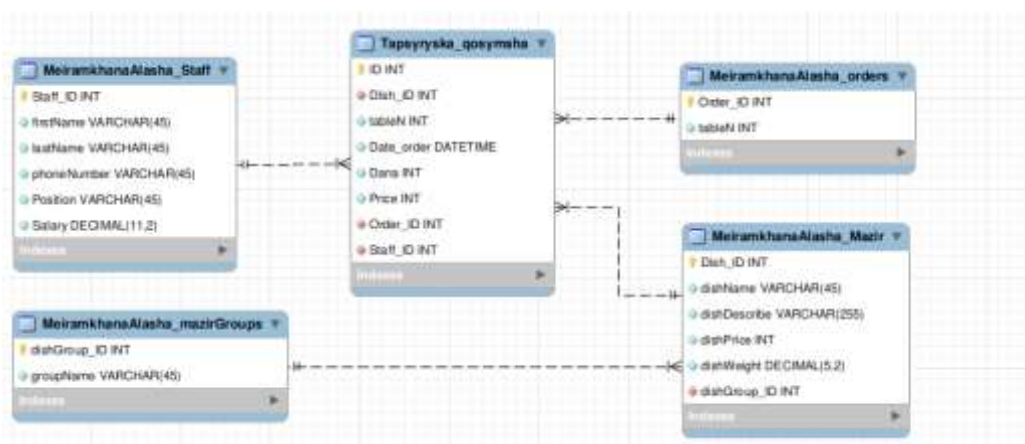 MeiramkhanaAlasha_Staff
Staff_ID INT
firstName VARCHAR(45)
lastName VARCHAR(45)
phoneNumber VARCHAR(45)
Position VARCHAR(45)
Salary DECIMAL(11,2)
Indexes
Tapsyryska_qosymsha
ID INT
Dish_ID INT
tableN INT
Date_order DATETIME
Dana INT
Price INT
Order_ID INT
Staff_ID INT
Indexes
MeiramkhanaAlasha_orders
Order_ID INT
tableN INT
Indexes
MeiramkhanaAlasha_Mazir
Dish_ID INT
dishName VARCHAR(45)
dishDescribe VARCHAR(255)
dishPrice INT
dishWeight DECIMAL(5,2)
dishGroup_ID INT
Indexes
MeiramkhanaAlasha_mazirGroups
dishGroup_ID INT
groupName VARCHAR(45)
Indexes